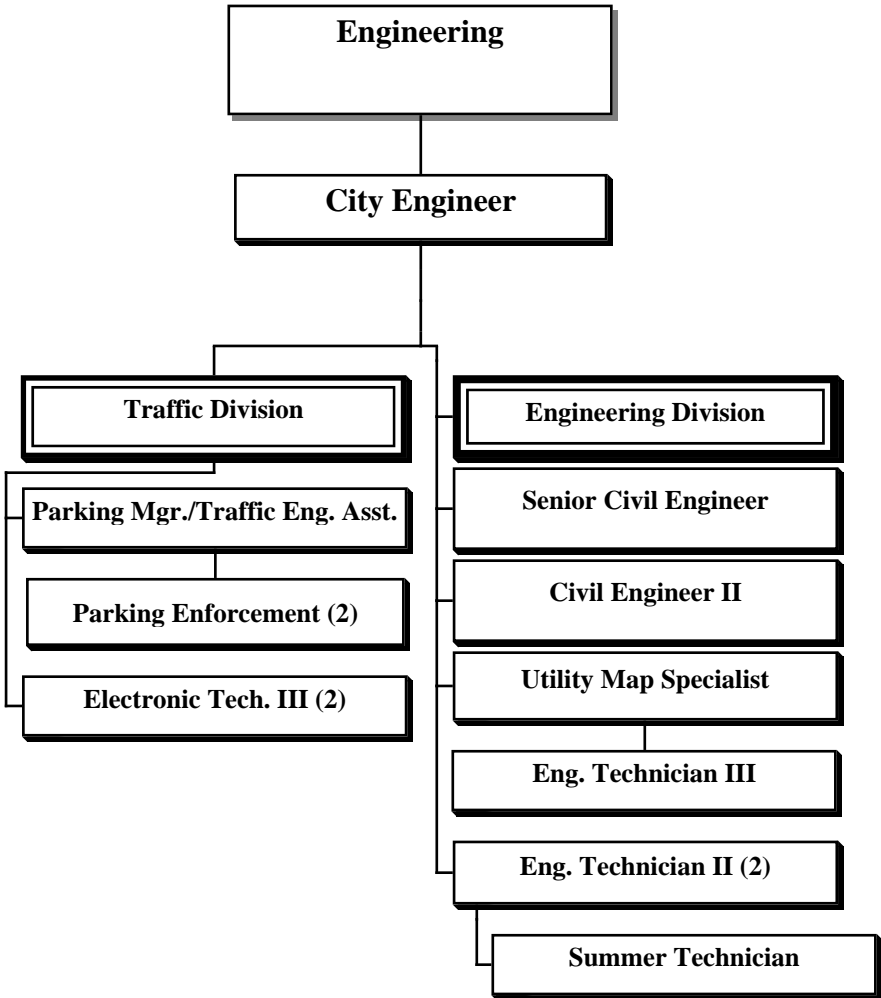 Engineering
City Engineer
Traffic Division
Parking Mgr./Traffic Eng. Asst.
Parking Enforcement (2)
Electronic Tech. III (2)
Engineering Division
Senior Civil Engineer
Civil Engineer II
Utility Map Specialist
Eng. Technician III
Eng. Technician II (2)
Summer Technician